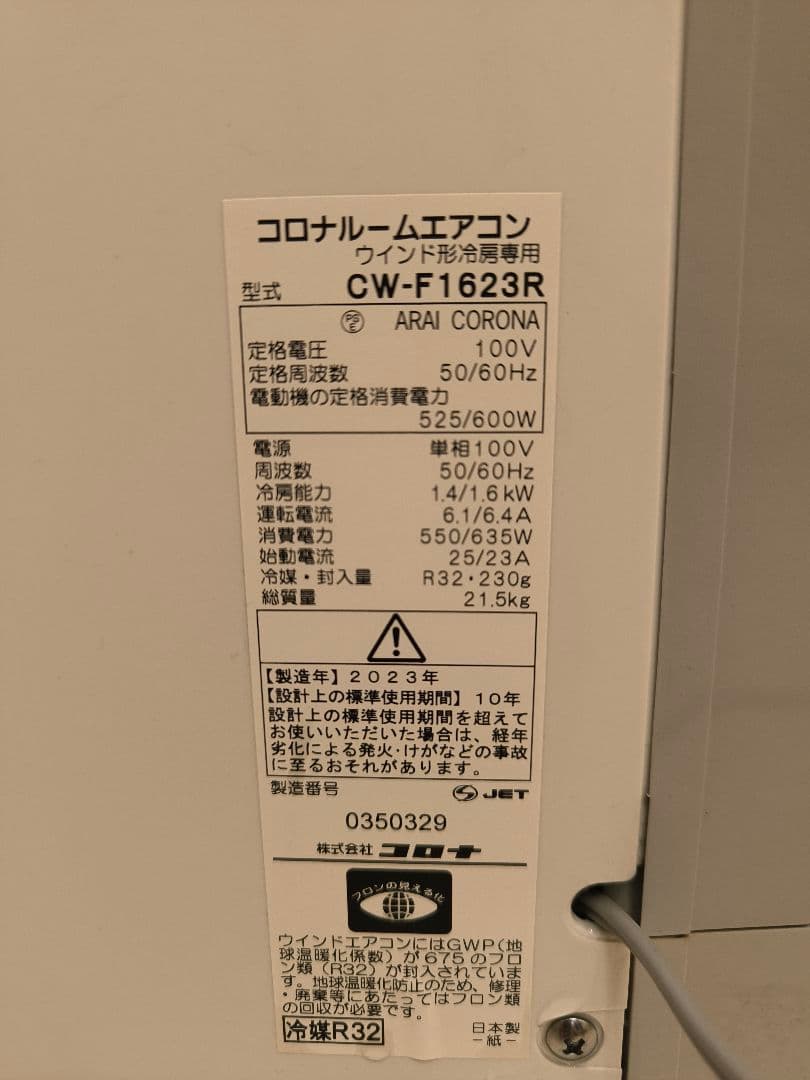 コロナルームエアコン
ウインド形冷房専用
型式 CW-F1623R
PSE ARAI CORONA
定格電圧 100V
定格周波数 50/60Hz
電動機の定格消費電力
525/600W
電源 単相100V
周波数 50/60Hz
冷房能力 1.4/1.6kW
運転電流 6.1/6.4A
消費電力 550/635W
始動電流 25/23A
冷媒・封入量 R32・230g
総質量 21.5kg
【製造年】2023年
【設計上の標準使用期間】10年
設計上の標準使用期間を超えて
お使いいただいた場合は、経年
劣化による発火・けがなどの事故
に至るおそれがあります。
製造番号 JET
0350329
株式会社 コロナ
フロンの見える化
ウインドエアコンにはGWP(地
球温暖化係数)が675のフロ
ン類(R32)が封入されていま
す。地球温暖化防止のため、修理
・廃棄等にあたってはフロン類
の回収が必要です。
冷媒R32 日本製
-紙-